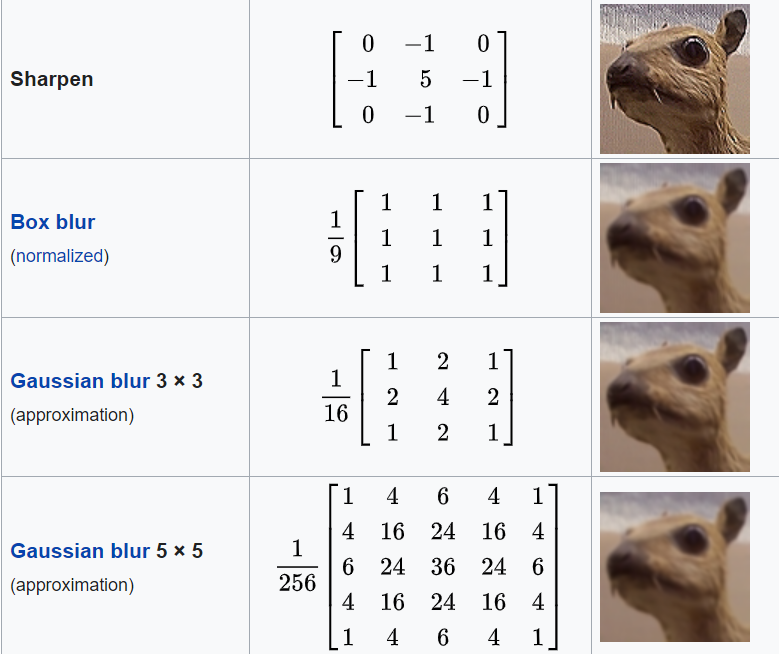 Sharpen
0 −1 0
−1 5 −1
0 −1 0
Box blur
(normalized)
1
9
1 1 1
1 1 1
1 1 1
Gaussian blur 3 × 3
(approximation)
1
16
1 2 1
2 4 2
1 2 1
Gaussian blur 5 × 5
(approximation)
1
256
1 4 6 4 1
4 16 24 16 4
6 24 36 24 6
4 16 24 16 4
1 4 6 4 1